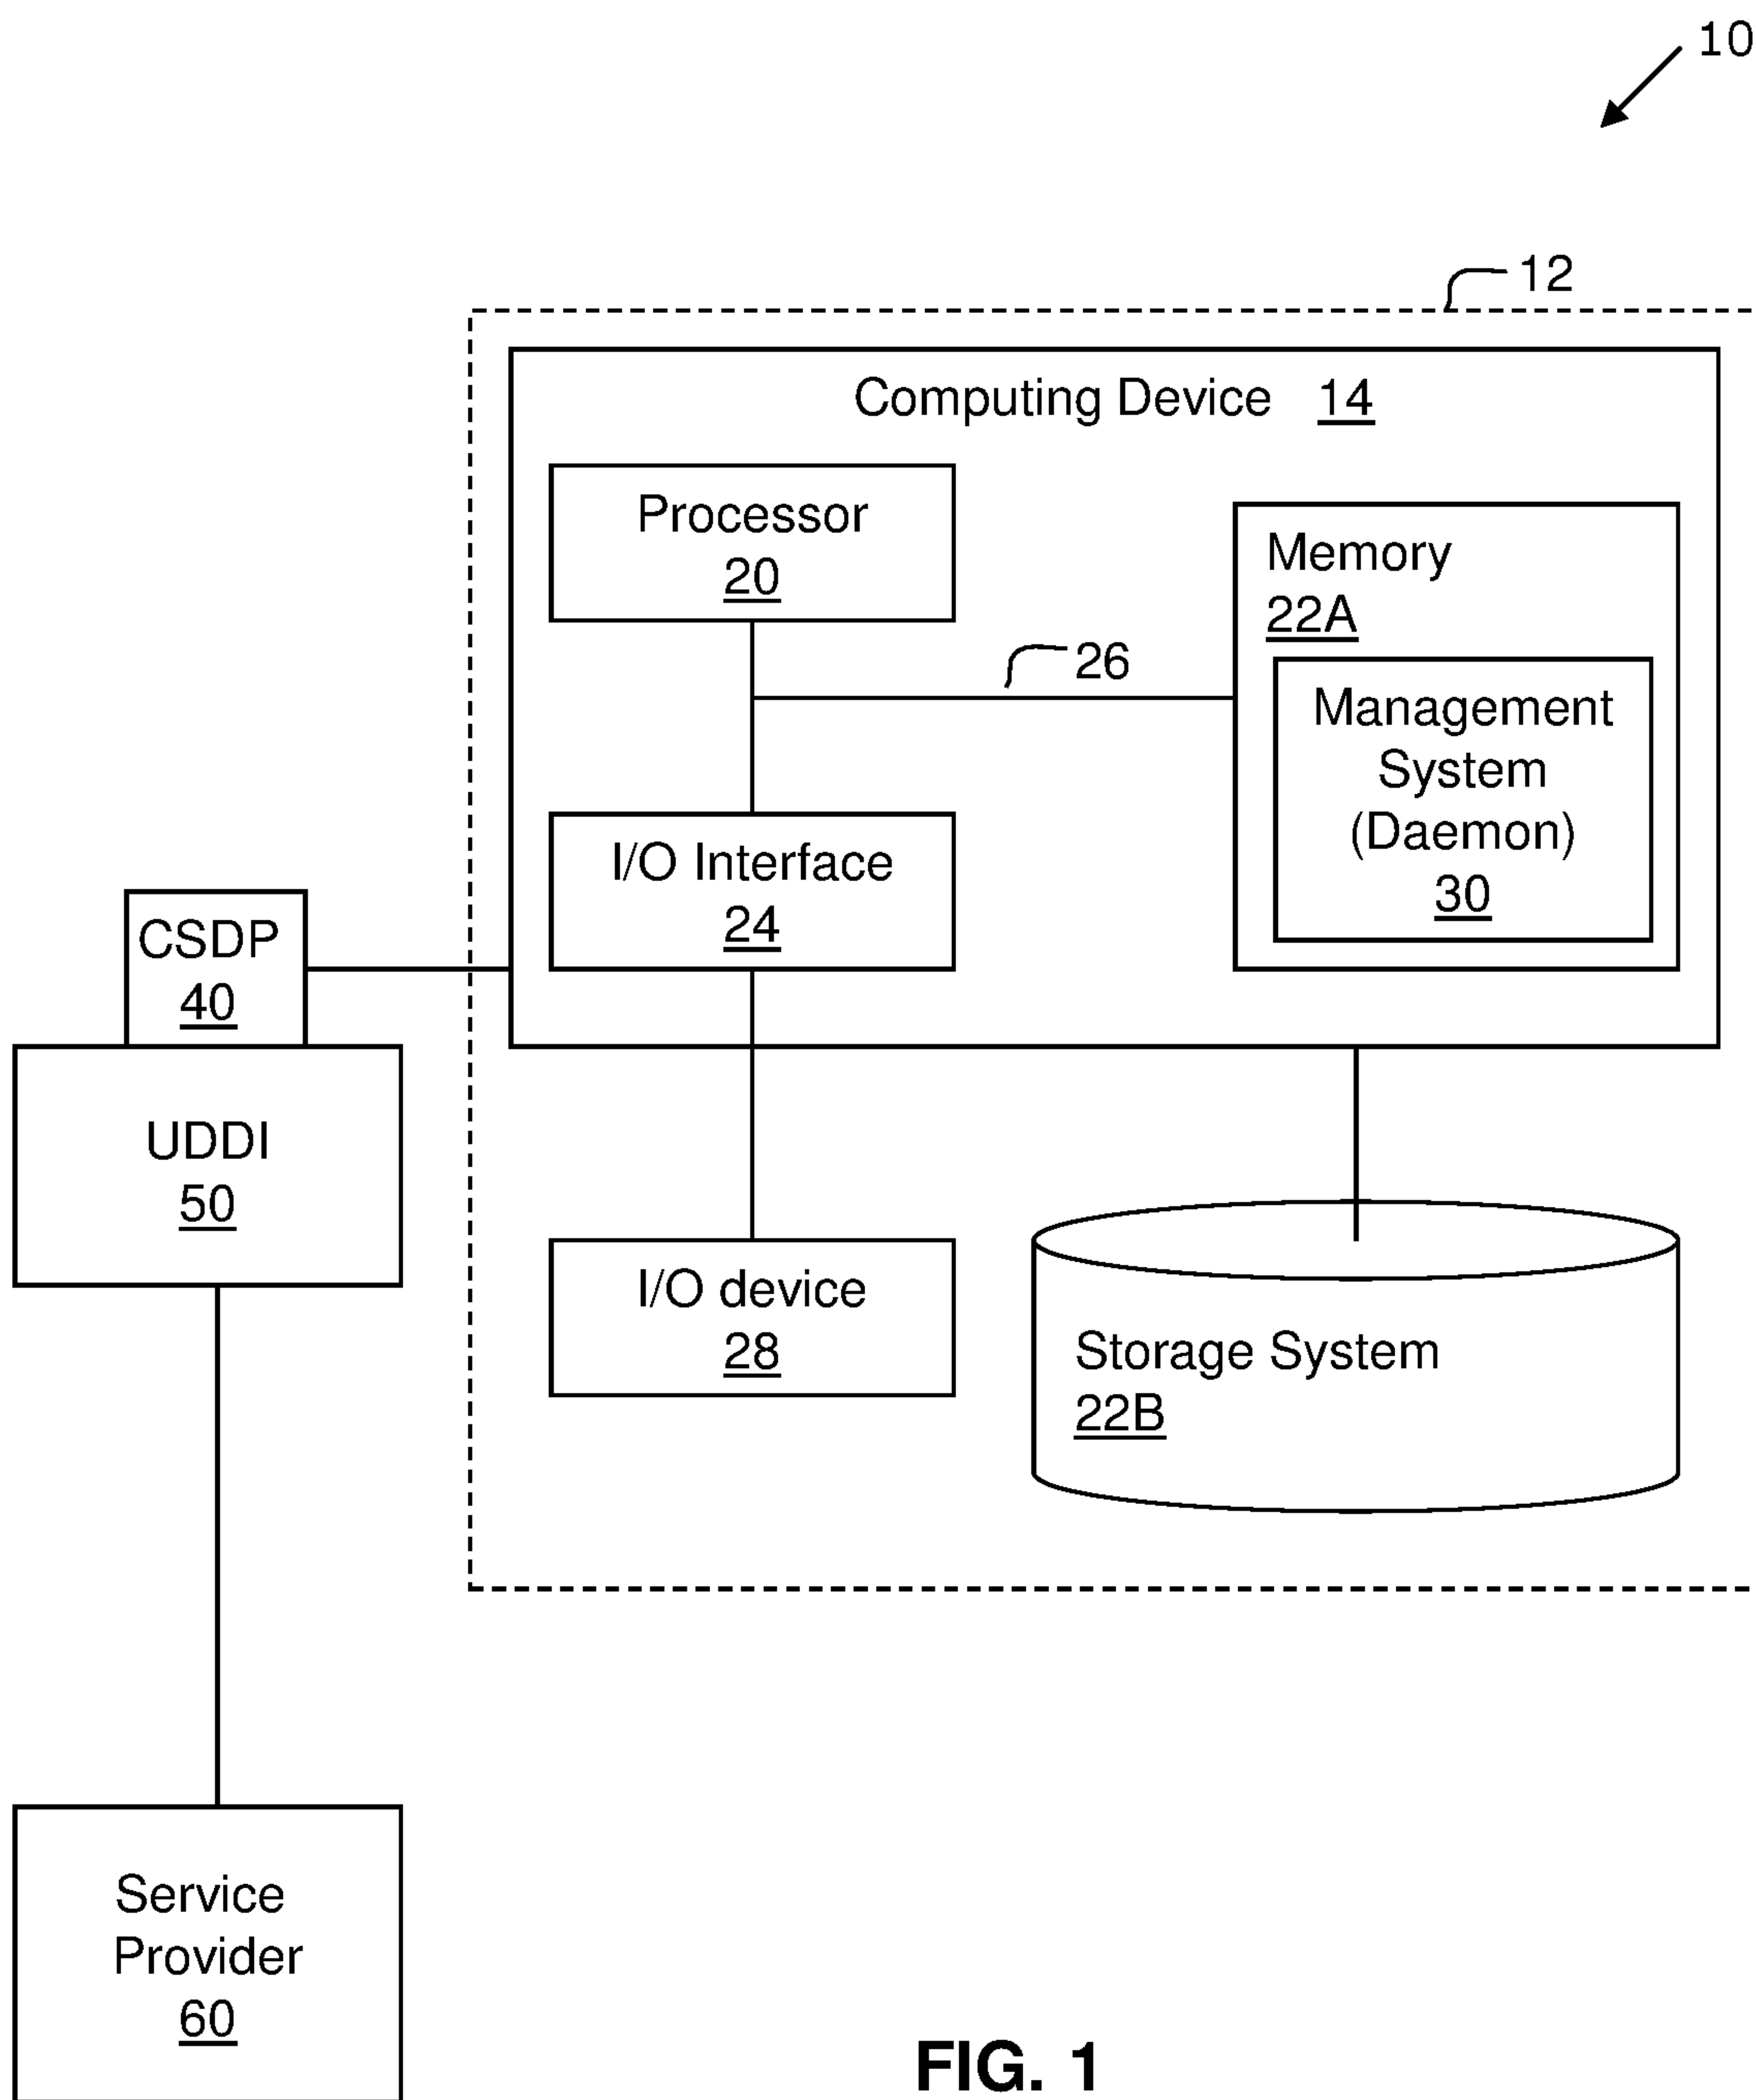 10
12
Computing Device 14
Processor
20
Memory
22A
26
Management
System
(Daemon)
30
I/O Interface
24
CSDP
40
UDDI
50
I/O device
28
Storage System
22B
Service
Provider
60
FIG. 1